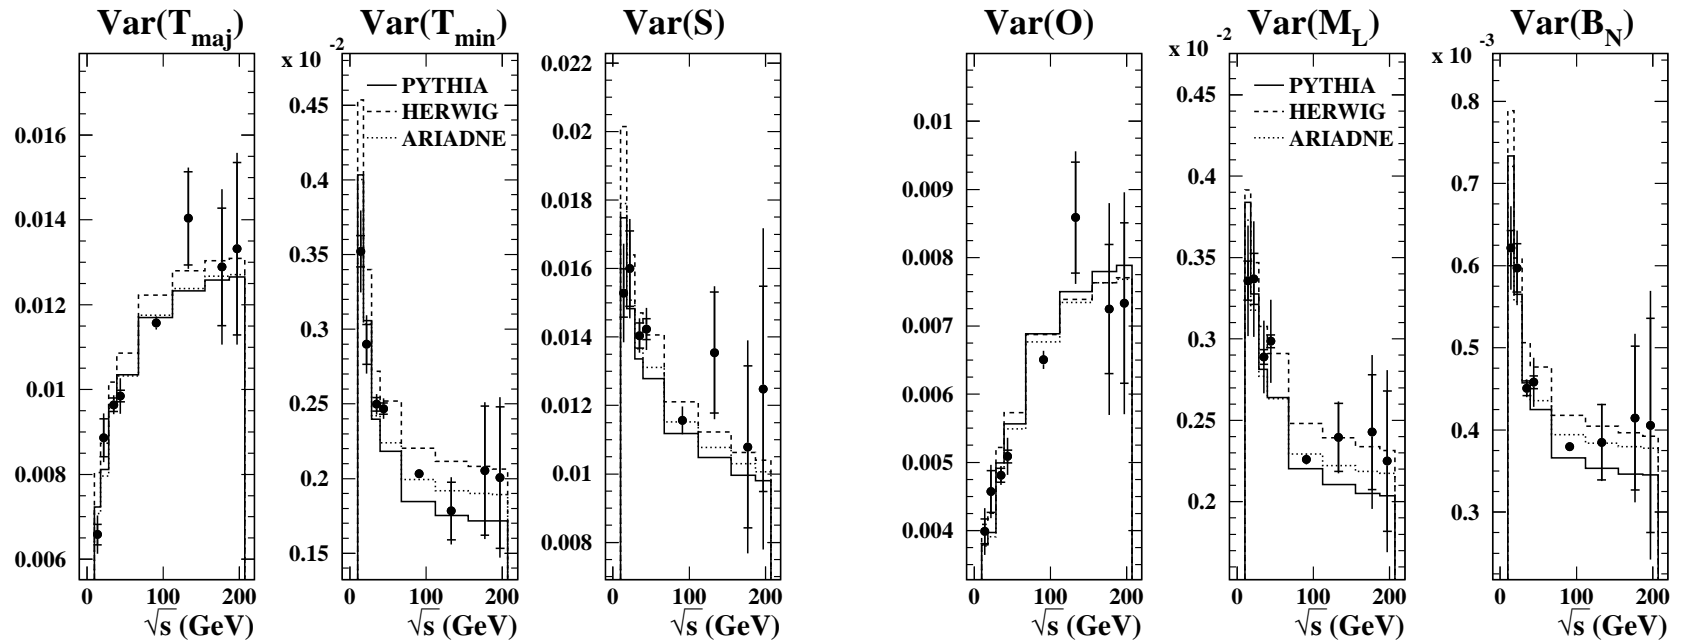 Var(T_maj)
0.016
0.014
0.012
0.01
0.008
0.006
0 100 200
√s (GeV)
Var(T_min)
x 10^-2
PYTHIA
HERWIG
ARIADNE
0.45
0.4
0.35
0.3
0.25
0.2
0.15
0 100 200
√s (GeV)
Var(S)
0.022
0.02
0.018
0.016
0.014
0.012
0.01
0.008
0 100 200
√s (GeV)
Var(O)
0.01
0.009
0.008
0.007
0.006
0.005
0.004
0 100 200
√s (GeV)
Var(M_L)
x 10^-2
PYTHIA
HERWIG
ARIADNE
0.45
0.4
0.35
0.3
0.25
0.2
0 100 200
√s (GeV)
Var(B_N)
x 10^-3
0.8
0.7
0.6
0.5
0.4
0.3
0 100 200
√s (GeV)